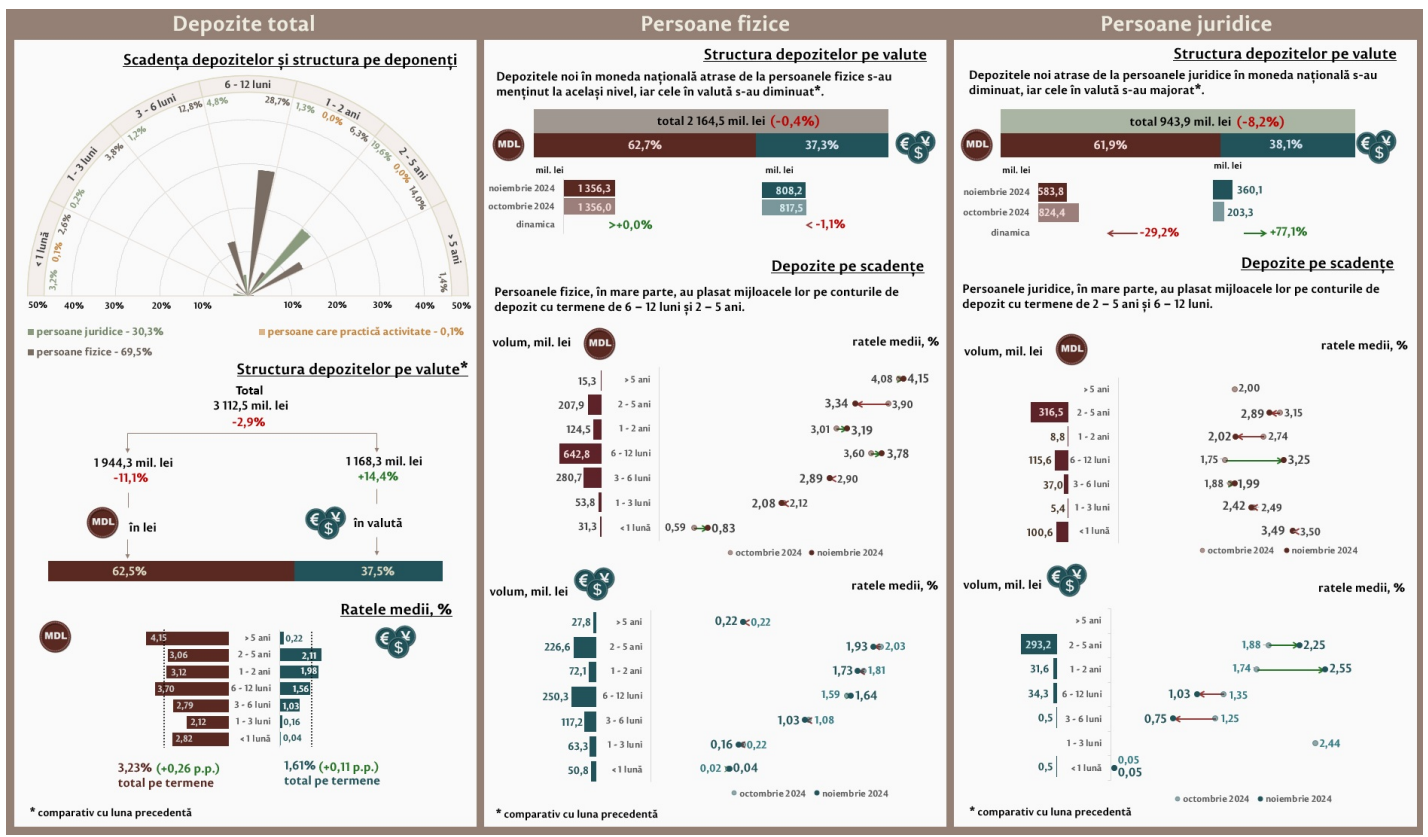 Depozite total
Scadența depozitelor și structura pe deponenți
< 1 lună
1 - 3 luni
3 - 6 luni
6 - 12 luni
1 - 2 ani
2 - 5 ani
> 5 ani
3,2% 0,1% 2,6%
0,2% 3,8%
1,2% 12,8%
4,8% 28,7%
1,3% 0,0% 6,3%
19,6% 0,0% 14,0%
1,4%
50% 40% 30% 20% 10% 10% 20% 30% 40% 50%
persoane juridice - 30,3%
persoane care practică activitate - 0,1%
persoane fizice - 69,5%
Structura depozitelor pe valute*
Total
3 112,5 mil. lei
-2,9%
1 944,3 mil. lei 1 168,3 mil. lei
-11,1% +14,4%
MDL în lei € ¥ $ în valută
62,5% 37,5%
Ratele medii, %
MDL € ¥ $
4,15 > 5 ani 0,22
3,06 2 - 5 ani 2,11
3,12 1 - 2 ani 1,98
3,70 6 - 12 luni 1,56
2,79 3 - 6 luni 1,03
2,12 1 - 3 luni 0,16
2,82 < 1 lună 0,04
3,23% (+0,26 p.p.) 1,61% (+0,11 p.p.)
total pe termene total pe termene
* comparativ cu luna precedentă
Persoane fizice
Structura depozitelor pe valute
Depozitele noi în moneda națională atrase de la persoanele fizice s-au
menținut la același nivel, iar cele în valută s-au diminuat*.
total 2 164,5 mil. lei (-0,4%)
MDL 62,7% 37,3% € ¥ $
mil. lei mil. lei
noiembrie 2024 1 356,3 808,2
octombrie 2024 1 356,0 817,5
dinamica >+0,0% < -1,1%
Depozite pe scadențe
Persoanele fizice, în mare parte, au plasat mijloacele lor pe conturile de
depozit cu termene de 6 – 12 luni și 2 – 5 ani.
volum, mil. lei MDL ratele medii, %
15,3 > 5 ani 4,08 4,15
207,9 2 - 5 ani 3,34 3,90
124,5 1 - 2 ani 3,01 3,19
642,8 6 - 12 luni 3,60 3,78
280,7 3 - 6 luni 2,89 2,90
53,8 1 - 3 luni 2,08 2,12
31,3 < 1 lună 0,59 0,83
octombrie 2024 noiembrie 2024
volum, mil. lei € ¥ $ ratele medii, %
27,8 > 5 ani 0,22 0,22
226,6 2 - 5 ani 1,93 2,03
72,1 1 - 2 ani 1,73 1,81
250,3 6 - 12 luni 1,59 1,64
117,2 3 - 6 luni 1,03 1,08
63,3 1 - 3 luni 0,16 0,22
50,8 < 1 lună 0,02 0,04
octombrie 2024 noiembrie 2024
* comparativ cu luna precedentă
Persoane juridice
Structura depozitelor pe valute
Depozitele noi atrase de la persoanele juridice în moneda națională s-au
diminuat, iar cele în valută s-au majorat*.
total 943,9 mil. lei (-8,2%)
MDL 61,9% 38,1% € ¥ $
mil. lei mil. lei
noiembrie 2024 583,8 360,1
octombrie 2024 824,4 203,3
dinamica -29,2% +77,1%
Depozite pe scadențe
Persoanele juridice, în mare parte, au plasat mijloacele lor pe conturile de
depozit cu termene de 2 – 5 ani și 6 – 12 luni.
volum, mil. lei MDL ratele medii, %
> 5 ani 2,00
316,5 2 - 5 ani 2,89 3,15
8,8 1 - 2 ani 2,02 2,74
115,6 6 - 12 luni 1,75 3,25
37,0 3 - 6 luni 1,88 1,99
5,4 1 - 3 luni 2,42 2,49
100,6 < 1 lună 3,49 3,50
octombrie 2024 noiembrie 2024
volum, mil. lei € ¥ $ ratele medii, %
> 5 ani
293,2 2 - 5 ani 1,88 2,25
31,6 1 - 2 ani 1,74 2,55
34,3 6 - 12 luni 1,03 1,35
0,5 3 - 6 luni 0,75 1,25
1-3 luni 2,44
0,5 < 1 lună 0,05
0,05
octombrie 2024 noiembrie 2024
* comparativ cu luna precedentă